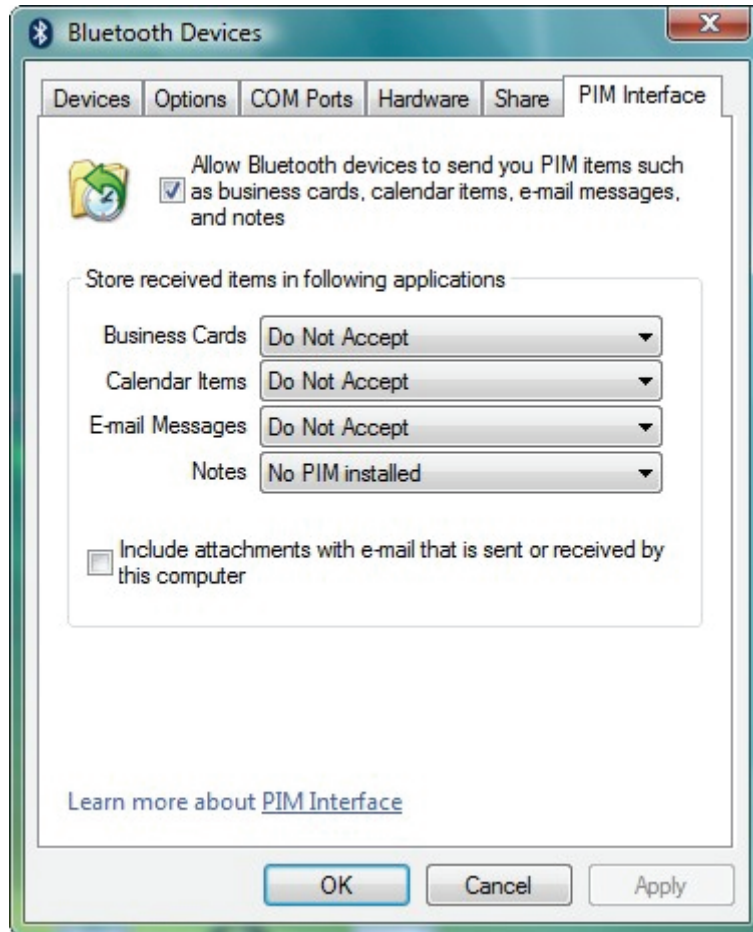 Bluetooth Devices
Devices Options COM Ports Hardware Share PIM Interface
Allow Bluetooth devices to send you PIM items such
as business cards, calendar items, e-mail messages,
and notes
Store received items in following applications
Business Cards Do Not Accept
Calendar Items Do Not Accept
E-mail Messages Do Not Accept
Notes No PIM installed
Include attachments with e-mail that is sent or received by
this computer
Learn more about PIM Interface
OK Cancel Apply